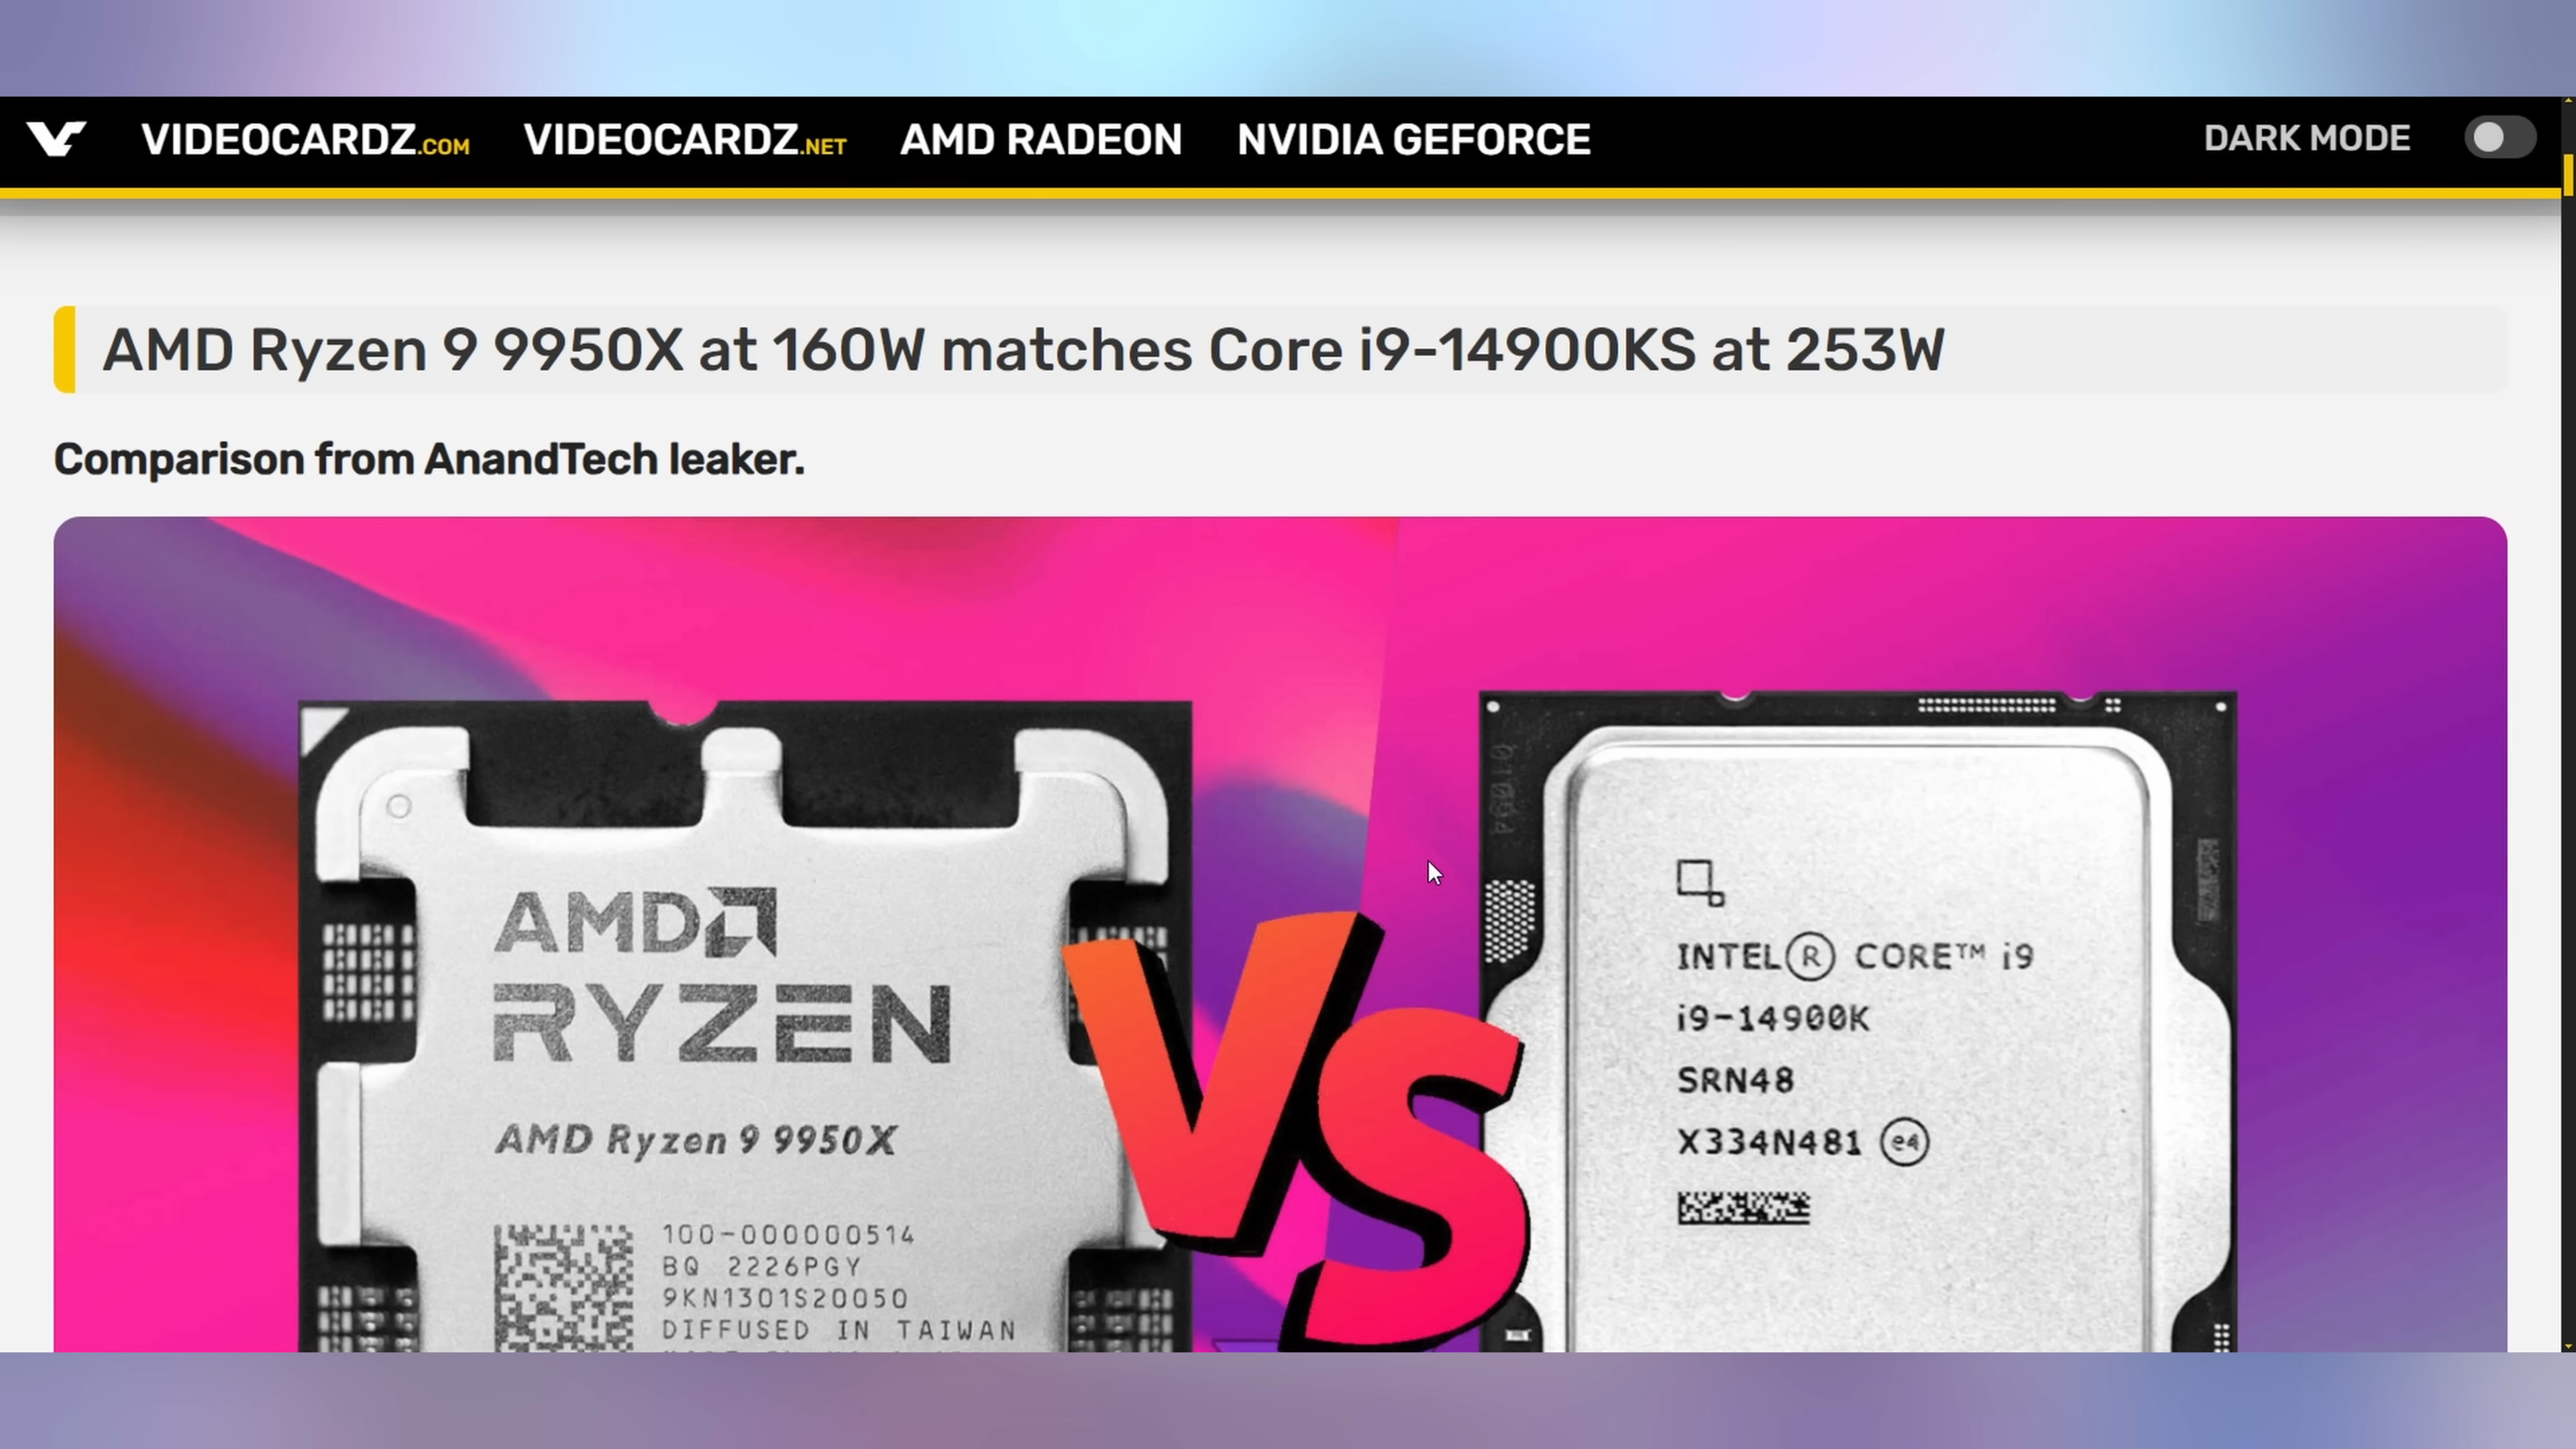 VIDEOCARDZ.COM VIDEOCARDZ.NET AMD RADEON NVIDIA GEFORCE DARK MODE
AMD Ryzen 9 9950X at 160W matches Core i9-14900KS at 253W
Comparison from AnandTech leaker.
AMD
RYZEN
AMD Ryzen 9 9950X
100-000000514
BQ 2226PGY
9KN1301S20050
DIFFUSED IN TAIWAN
VS
INTEL® CORE™ i9
i9-14900K
SRN48
X334N481 e4